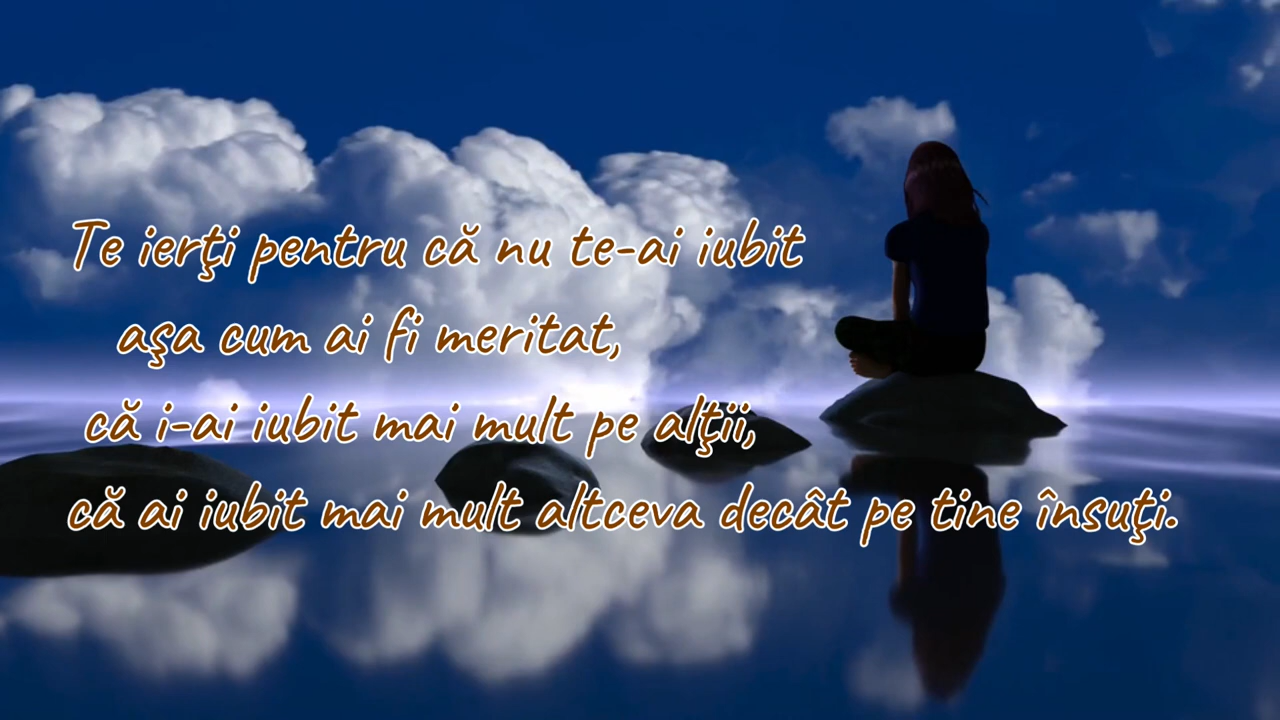 Te ierţi pentru că nu te-ai iubit
aşa cum ai fi meritat,
că i-ai iubit mai mult pe alţii,
că ai iubit mai mult altceva decât pe tine însuţi.